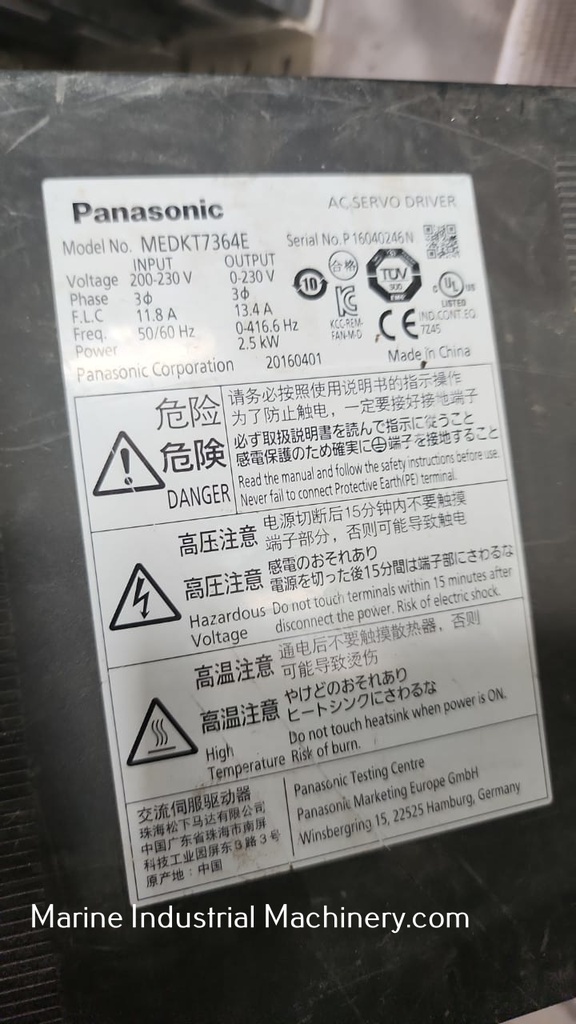 Panasonic
AC SERVO DRIVER
Model No. MEDKT7364E
Serial No. P16040246N
INPUT OUTPUT
Voltage 200-230 V 0-230 V
Phase 3ϕ 3ϕ
F.L.C 11.8 A 13.4 A
Freq. 50/60 Hz 0-416.6 Hz
Power 2.5 kW
Panasonic Corporation 20160401
10
合格
TÜV
SUD
EMC
KCC-REM-
FAN-M-D
CE
C UL US
LISTED
IND.CONT.EQ.
7Z45
Made in China
危险
请务必按照使用说明书的指示操作
为了防止触电，一定要接好接地端子
危険
必ず取扱説明書を読んで指示に従うこと
感電保護のため確実に⏚端子を接地すること
DANGER
Read the manual and follow the safety instructions before use.
Never fail to connect Protective Earth(PE) terminal.
高压注意
电源切断后15分钟内不要触摸
端子部分，否则可能导致触电
高圧注意
感電のおそれあり
電源を切った後15分間は端子部にさわるな
Hazardous
Voltage
Do not touch terminals within 15 minutes after
disconnect the power. Risk of electric shock.
高温注意
通电后不要触摸散热器，否则
可能导致烫伤
高温注意
やけどのおそれあり
ヒートシンクにさわるな
High
Temperature
Do not touch heatsink when power is ON.
Risk of burn.
交流伺服驱动器
珠海松下马达有限公司
中国广东省珠海市南屏
科技工业园屏东3路3号
原产地：中国
Panasonic Testing Centre
Panasonic Marketing Europe GmbH
Winsbergring 15, 22525 Hamburg, Germany
Marine Industrial Machinery.com